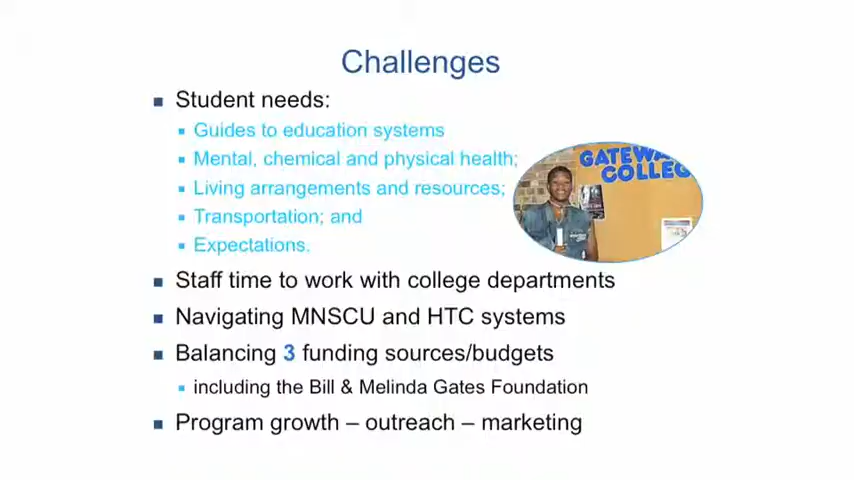 Challenges
Student needs:
Guides to education systems
Mental, chemical and physical health;
Living arrangements and resources;
Transportation; and
Expectations.
GATEWA
COLLEG
Staff time to work with college departments
Navigating MNSCU and HTC systems
Balancing 3 funding sources/budgets
including the Bill & Melinda Gates Foundation
Program growth – outreach – marketing